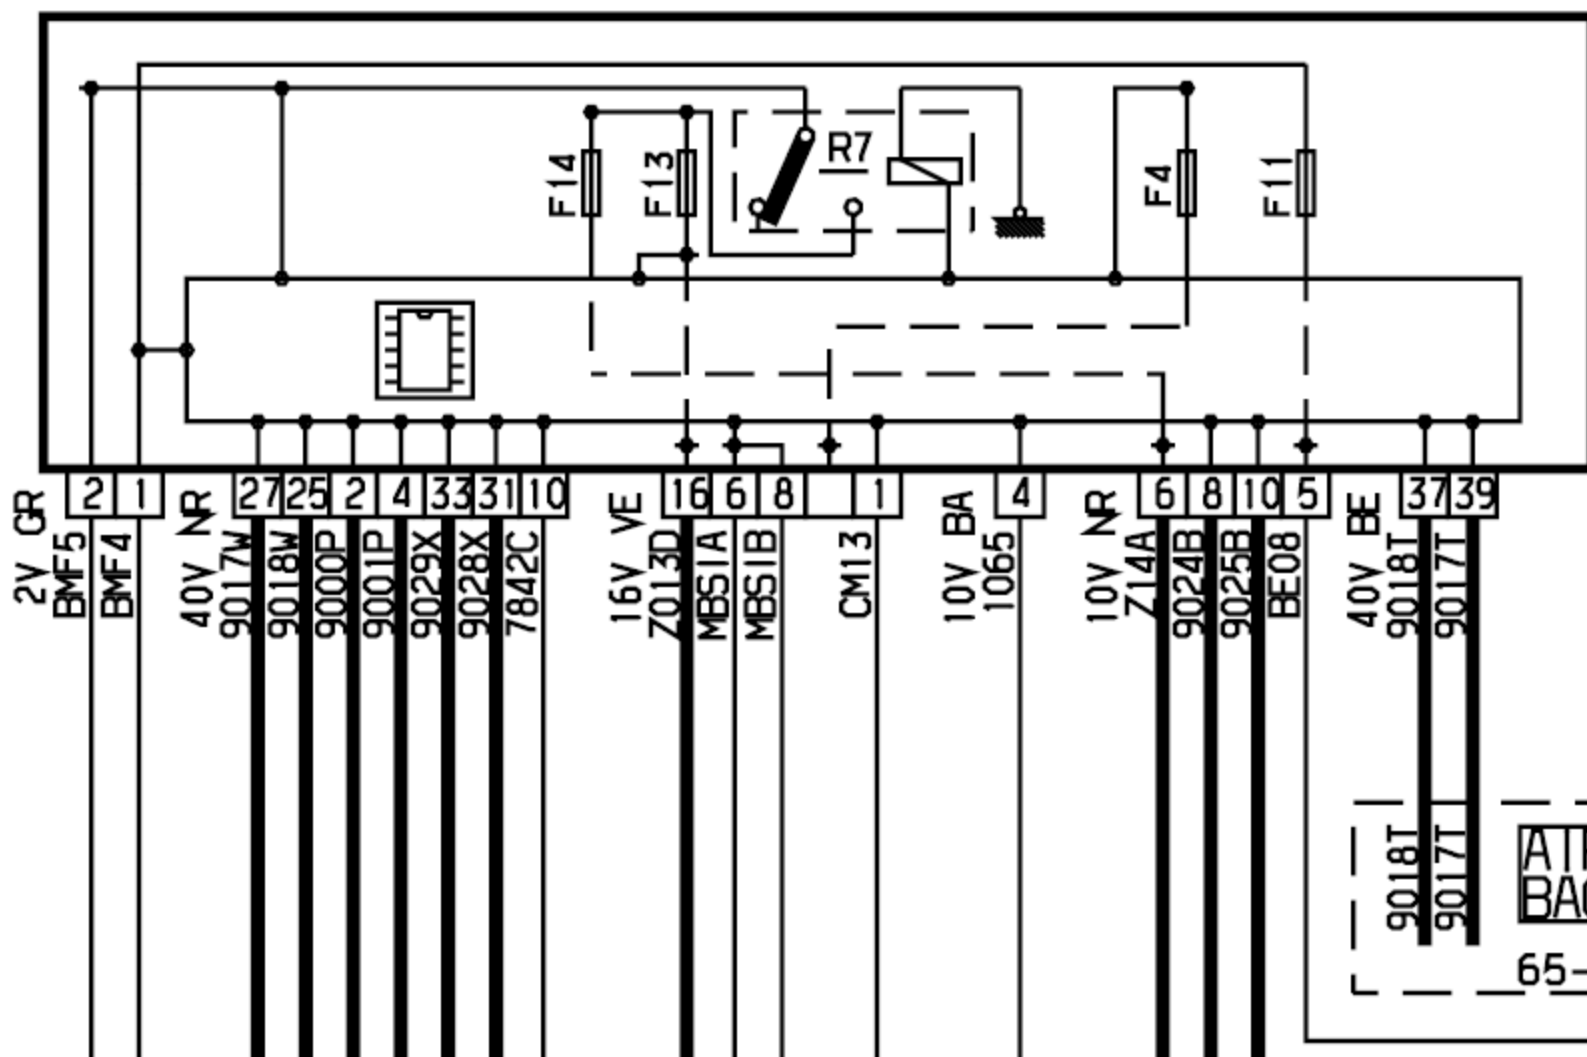 R7
F14
F13
F4
F11
2V GR
2
1
BMF5
BMF4
40V NR
27
25
2
4
33
31
10
9017W
9018W
9000P
9001P
9029X
9028X
7842C
16V VE
16
6
8
1
Z013D
MBS1A
MBS1B
CM13
10V BA
4
1065
10V NR
6
8
10
5
Z14A
9024B
9025B
BE08
40V BE
37
39
9018T
9017T
9018T
9017T
65-